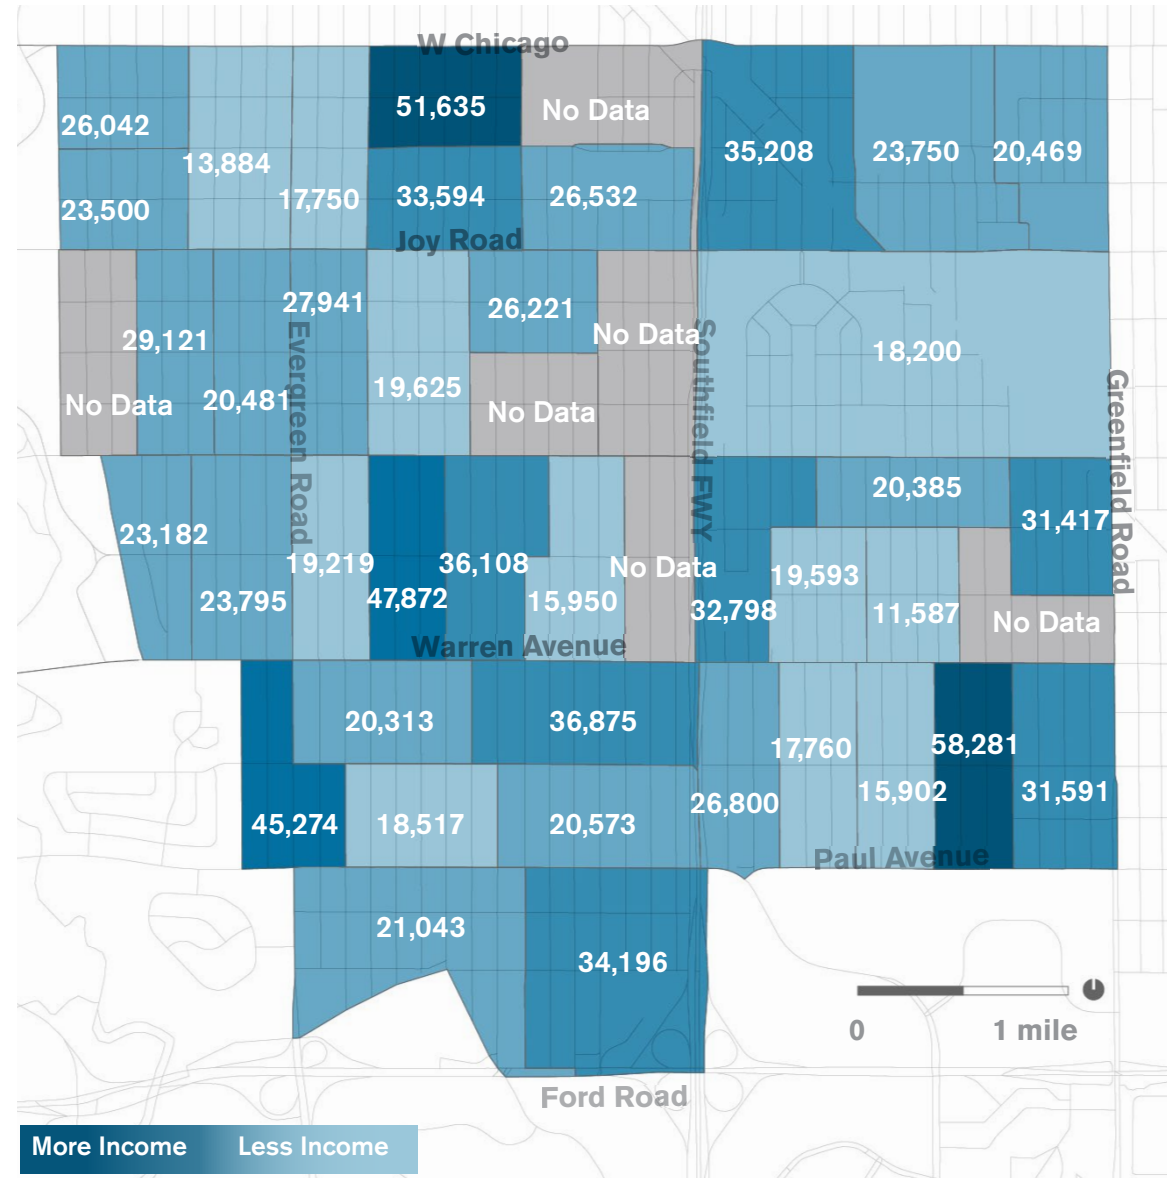 W Chicago
51,635
No Data
26,042
13,884
35,208
23,750
20,469
23,500
17,750
33,594
26,532
Joy Road
27,941
26,221
29,121
No Data
18,200
No Data
20,481
19,625
No Data
Evergreen Road
Southfield FWY
Greenfield Road
20,385
31,417
23,182
19,219
36,108
No Data
19,593
23,795
47,872
15,950
32,798
11,587
No Data
Warren Avenue
20,313
36,875
17,760
58,281
45,274
18,517
20,573
26,800
15,902
31,591
Paul Avenue
21,043
34,196
0
1 mile
Ford Road
More Income
Less Income